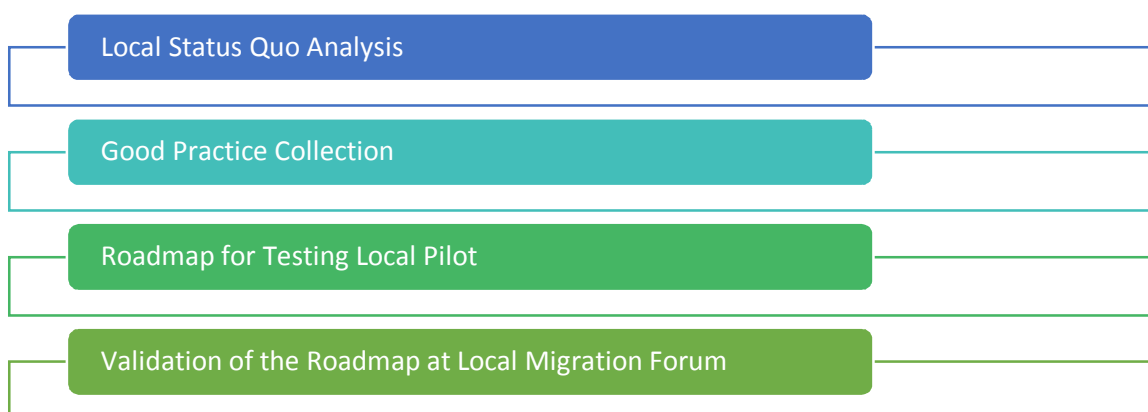 Local Status Quo Analysis
Good Practice Collection
Roadmap for Testing Local Pilot
Validation of the Roadmap at Local Migration Forum